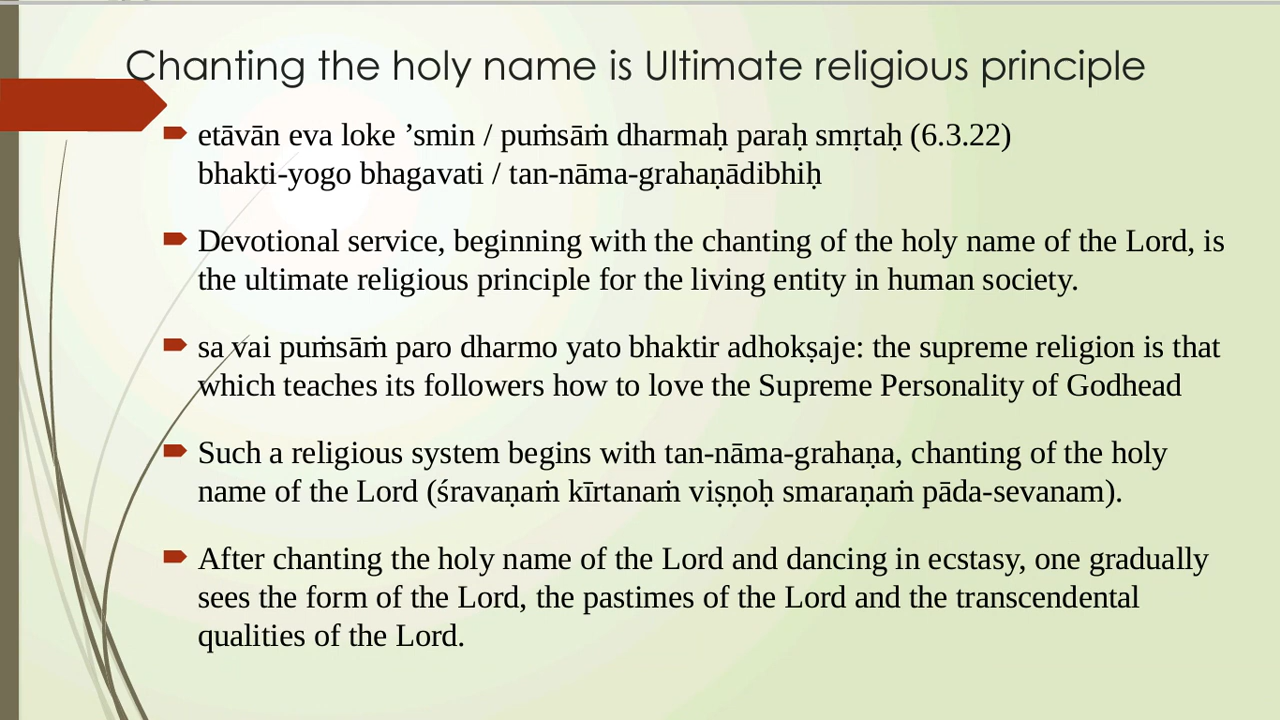 Chanting the holy name is Ultimate religious principle
etāvān eva loke ’smin / puṁsāṁ dharmaḥ paraḥ smṛtaḥ (6.3.22)
bhakti-yogo bhagavati / tan-nāma-grahaṇādibhiḥ
Devotional service, beginning with the chanting of the holy name of the Lord, is
the ultimate religious principle for the living entity in human society.
sa vai puṁsāṁ paro dharmo yato bhaktir adhokṣaje: the supreme religion is that
which teaches its followers how to love the Supreme Personality of Godhead
Such a religious system begins with tan-nāma-grahaṇa, chanting of the holy
name of the Lord (śravaṇaṁ kīrtanaṁ viṣṇoḥ smaraṇaṁ pāda-sevanam).
After chanting the holy name of the Lord and dancing in ecstasy, one gradually
sees the form of the Lord, the pastimes of the Lord and the transcendental
qualities of the Lord.